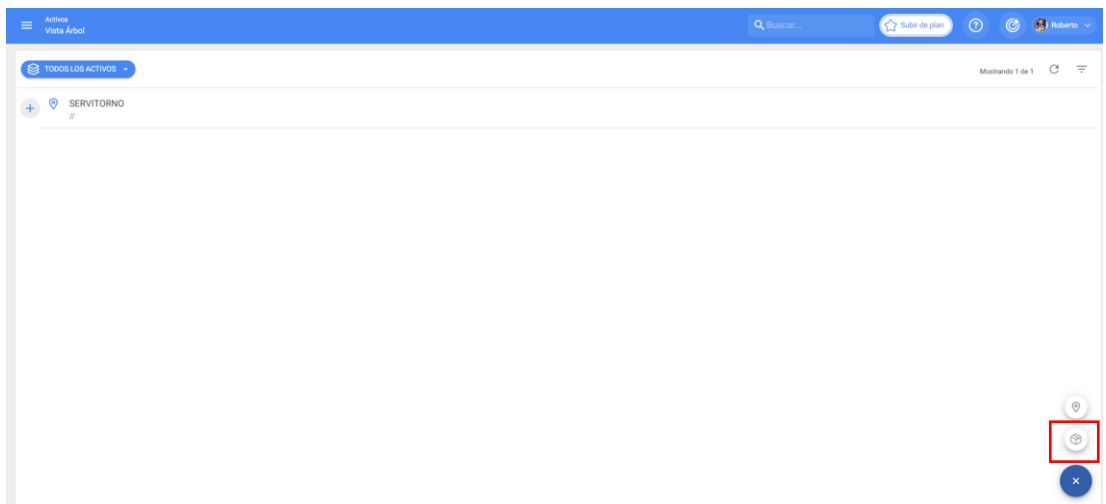 Activos
Vista Árbol
Buscar...
Subir de plan
Roberto
TODOS LOS ACTIVOS
Mostrando 1 de 1
SERVITORNO
//